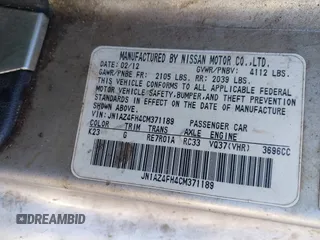 MANUFACTURED BY NISSAN MOTOR CO.,LTD.
DATE: 02/12 GVWR/PNBV: 4112 LBS.
GAWR/PNBE FR: 2105 LBS. RR: 2039 LBS.
THIS VEHICLE CONFORMS TO ALL APPLICABLE FEDERAL
MOTOR VEHICLE SAFETY,BUMPER,AND THEFT PREVENTION
STANDARDS IN EFFECT ON THE DATE OF MANUFACTURE
SHOWN ABOVE.
VIN:JN1AZ4FH4CM371189 PASSENGER CAR
COLOR TRIM TRANS AXLE ENGINE
K23 G RE7R01A RC33 VQ37(VHR) 3696CC
JN1AZ4FH4CM371189
DREAMBID